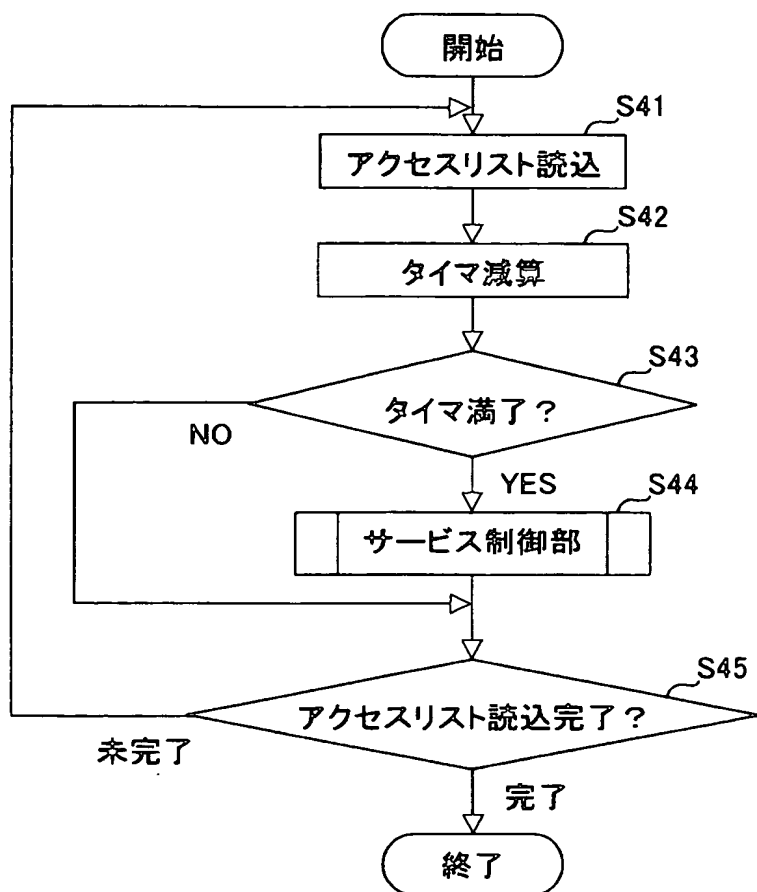 開始
S41
アクセスリスト読込
S42
タイマ減算
S43
タイマ満了？
NO
YES
S44
サービス制御部
S45
アクセスリスト読込完了？
未完了
完了
終了